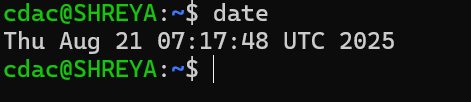 cdac@SHREYA:~$ date
Thu Aug 21 07:17:48 UTC 2025
cdac@SHREYA:~$